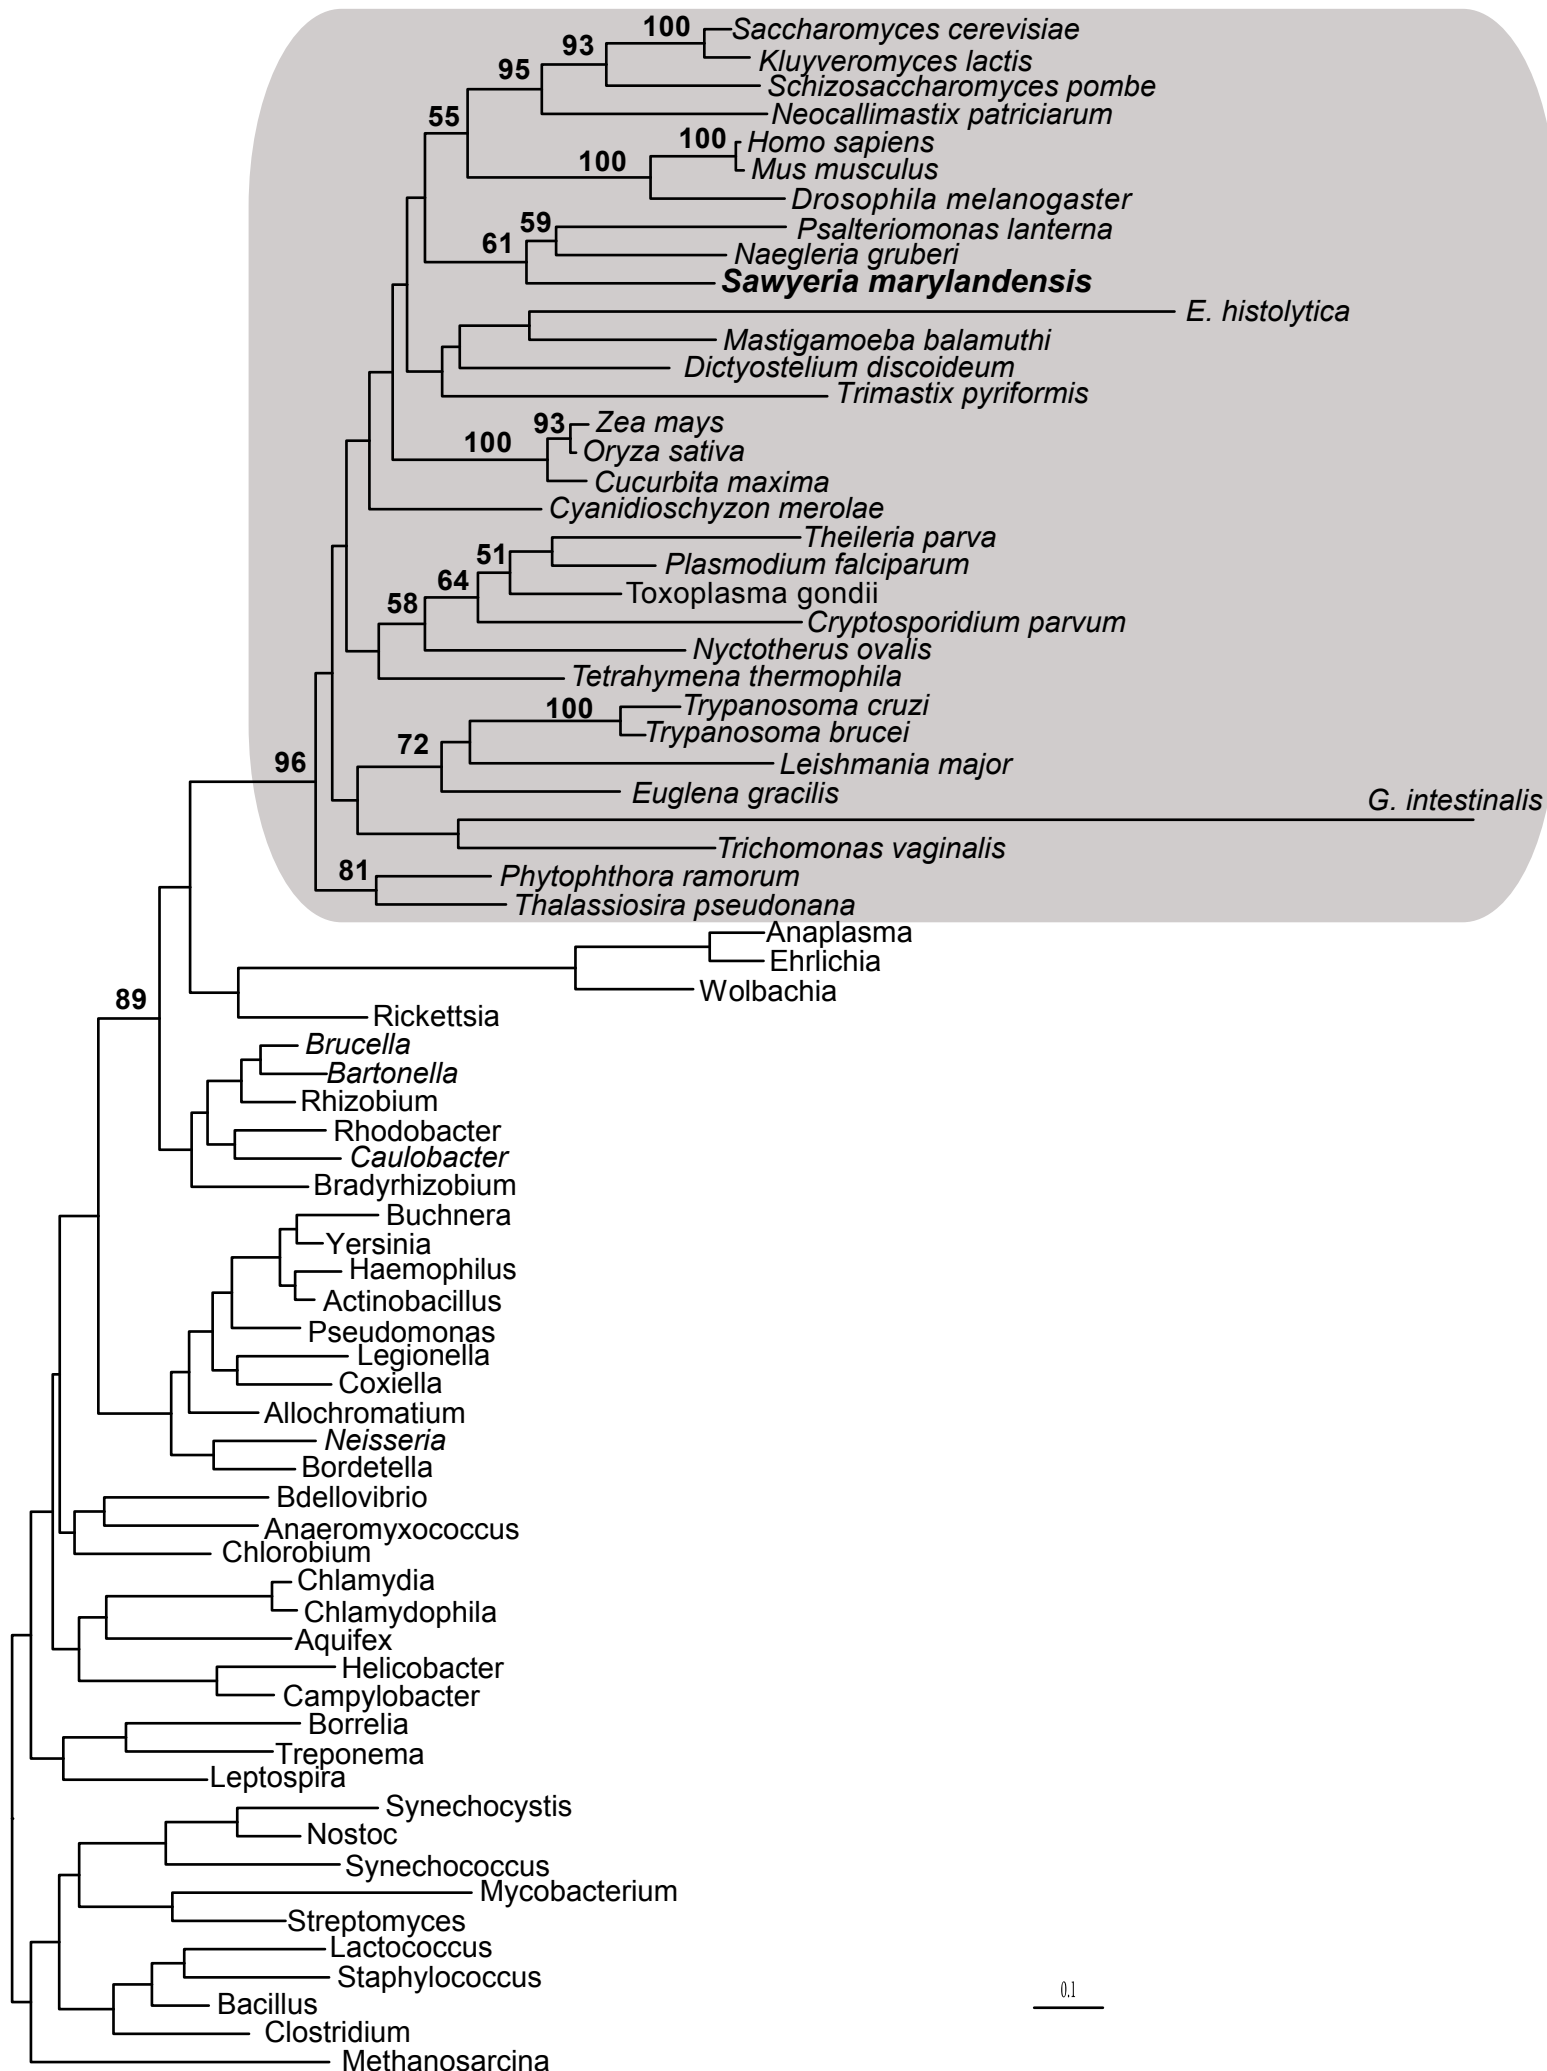 100 Saccharomyces cerevisiae
93 Kluyveromyces lactis
95 Schizosaccharomyces pombe
55 Neocallimastix patriciarum
100 Homo sapiens
100 Mus musculus
Drosophila melanogaster
59 Psalteriomonas lanterna
61 Naegleria gruberi
Sawyeria marylandensis
E. histolytica
Mastigamoeba balamuthi
Dictyostelium discoideum
Trimastix pyriformis
93 Zea mays
100 Oryza sativa
Cucurbita maxima
Cyanidioschyzon merolae
Theileria parva
51 Plasmodium falciparum
64 Toxoplasma gondii
58 Cryptosporidium parvum
Nyctotherus ovalis
Tetrahymena thermophila
100 Trypanosoma cruzi
Trypanosoma brucei
72 Leishmania major
96 Euglena gracilis
G. intestinalis
Trichomonas vaginalis
81 Phytophthora ramorum
Thalassiosira pseudonana
Anaplasma
Ehrlichia
89 Wolbachia
Rickettsia
Brucella
Bartonella
Rhizobium
Rhodobacter
Caulobacter
Bradyrhizobium
Buchnera
Yersinia
Haemophilus
Actinobacillus
Pseudomonas
Legionella
Coxiella
Allochromatium
Neisseria
Bordetella
Bdellovibrio
Anaeromyxococcus
Chlorobium
Chlamydia
Chlamydophila
Aquifex
Helicobacter
Campylobacter
Borrelia
Treponema
Leptospira
Synechocystis
Nostoc
Synechococcus
Mycobacterium
Streptomyces
Lactococcus
Staphylococcus
0.1
Bacillus
Clostridium
Methanosarcina